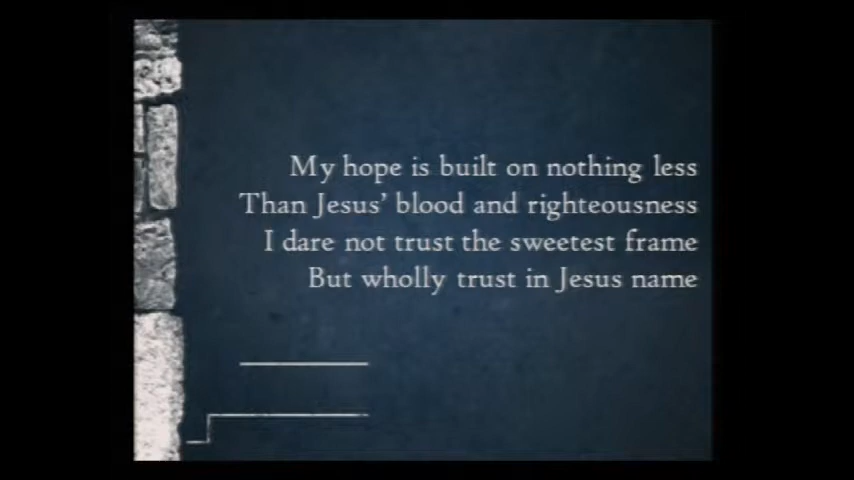 My hope is built on nothing less
Than Jesus’ blood and righteousness
I dare not trust the sweetest frame
But wholly trust in Jesus name